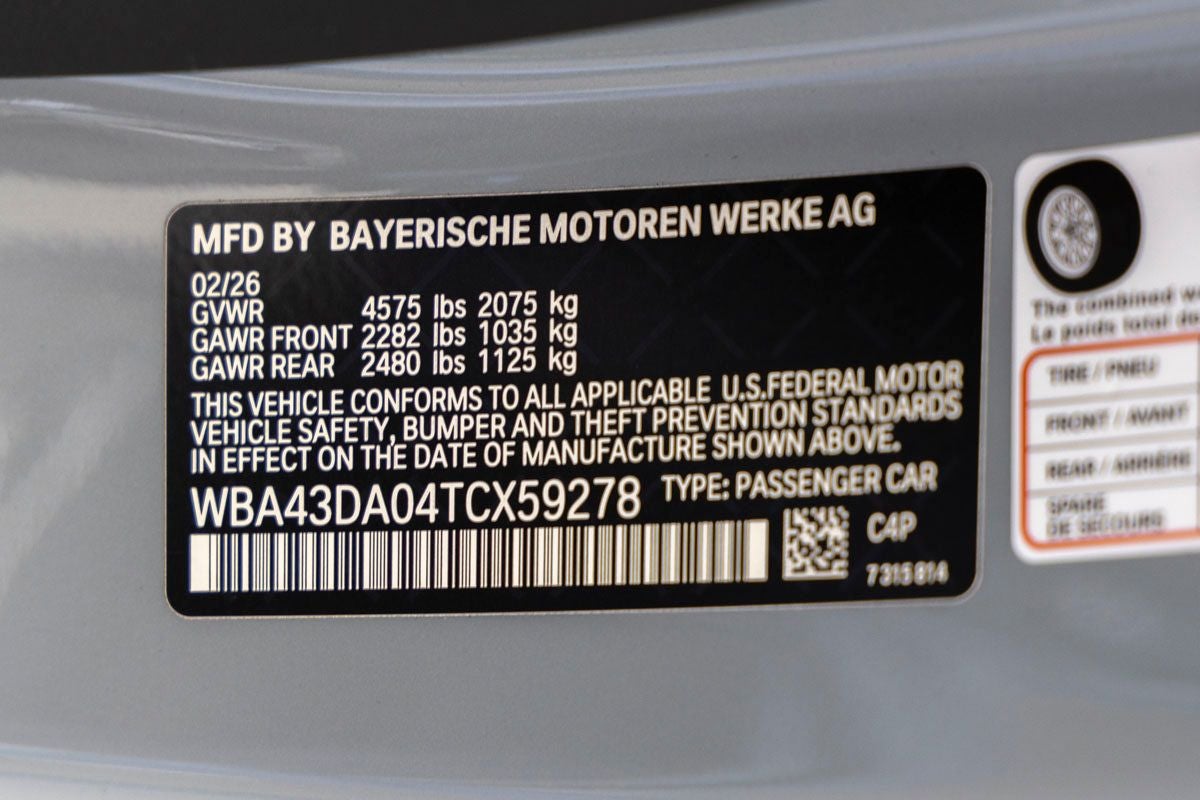 MFD BY BAYERISCHE MOTOREN WERKE AG
02/26
GVWR 4575 lbs 2075 kg
GAWR FRONT 2282 lbs 1035 kg
GAWR REAR 2480 lbs 1125 kg
THIS VEHICLE CONFORMS TO ALL APPLICABLE U.S.FEDERAL MOTOR
VEHICLE SAFETY, BUMPER AND THEFT PREVENTION STANDARDS
IN EFFECT ON THE DATE OF MANUFACTURE SHOWN ABOVE.
WBA43DA04TCX59278 TYPE: PASSENGER CAR
C4P
7315814
The combined
Le poids total
TIRE / PNEU
FRONT / AVANT
REAR / ARRIÈRE
SPARE
DE SECOURS